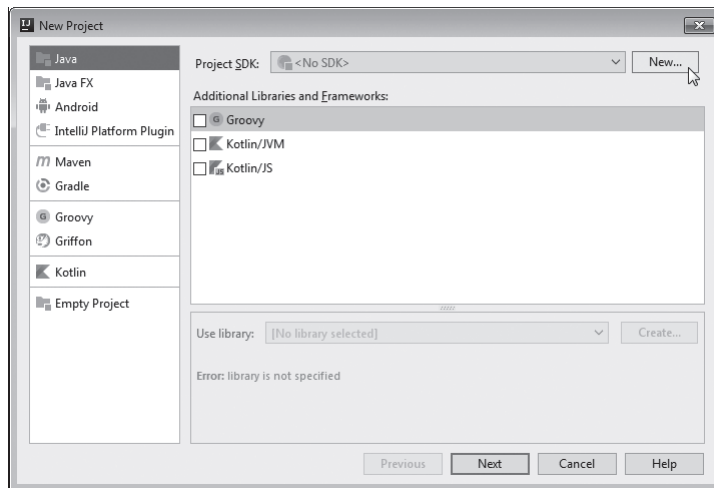 New Project
Java
Java FX
Android
IntelliJ Platform Plugin
Maven
Gradle
Groovy
Griffon
Kotlin
Empty Project
Project SDK: <No SDK> New...
Additional Libraries and Frameworks:
Groovy
Kotlin/JVM
Kotlin/JS
Use library: [No library selected] Create...
Error: library is not specified
Previous Next Cancel Help